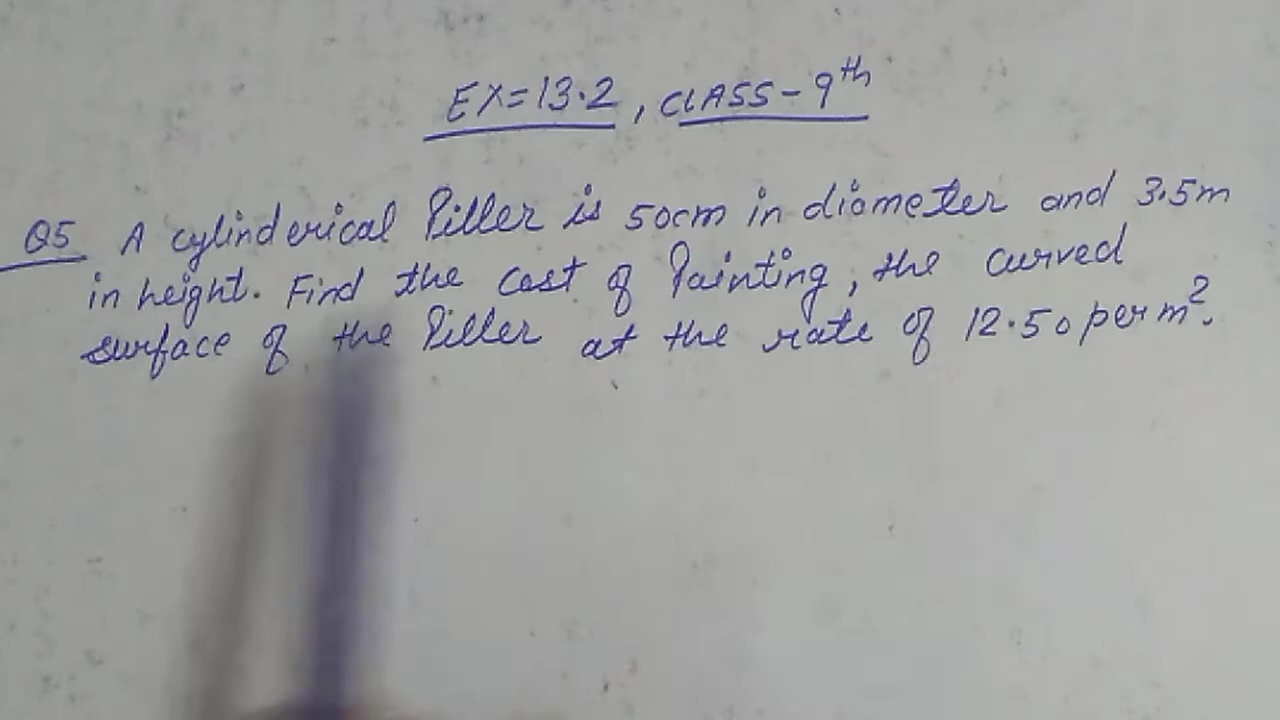 EX=13.2, CLASS-9th
Q5 A cylinderical Piller is 50cm in diameter and 3.5m
in height. Find the cost of Painting, the curved
surface of the Piller at the rate of 12.50 per m².